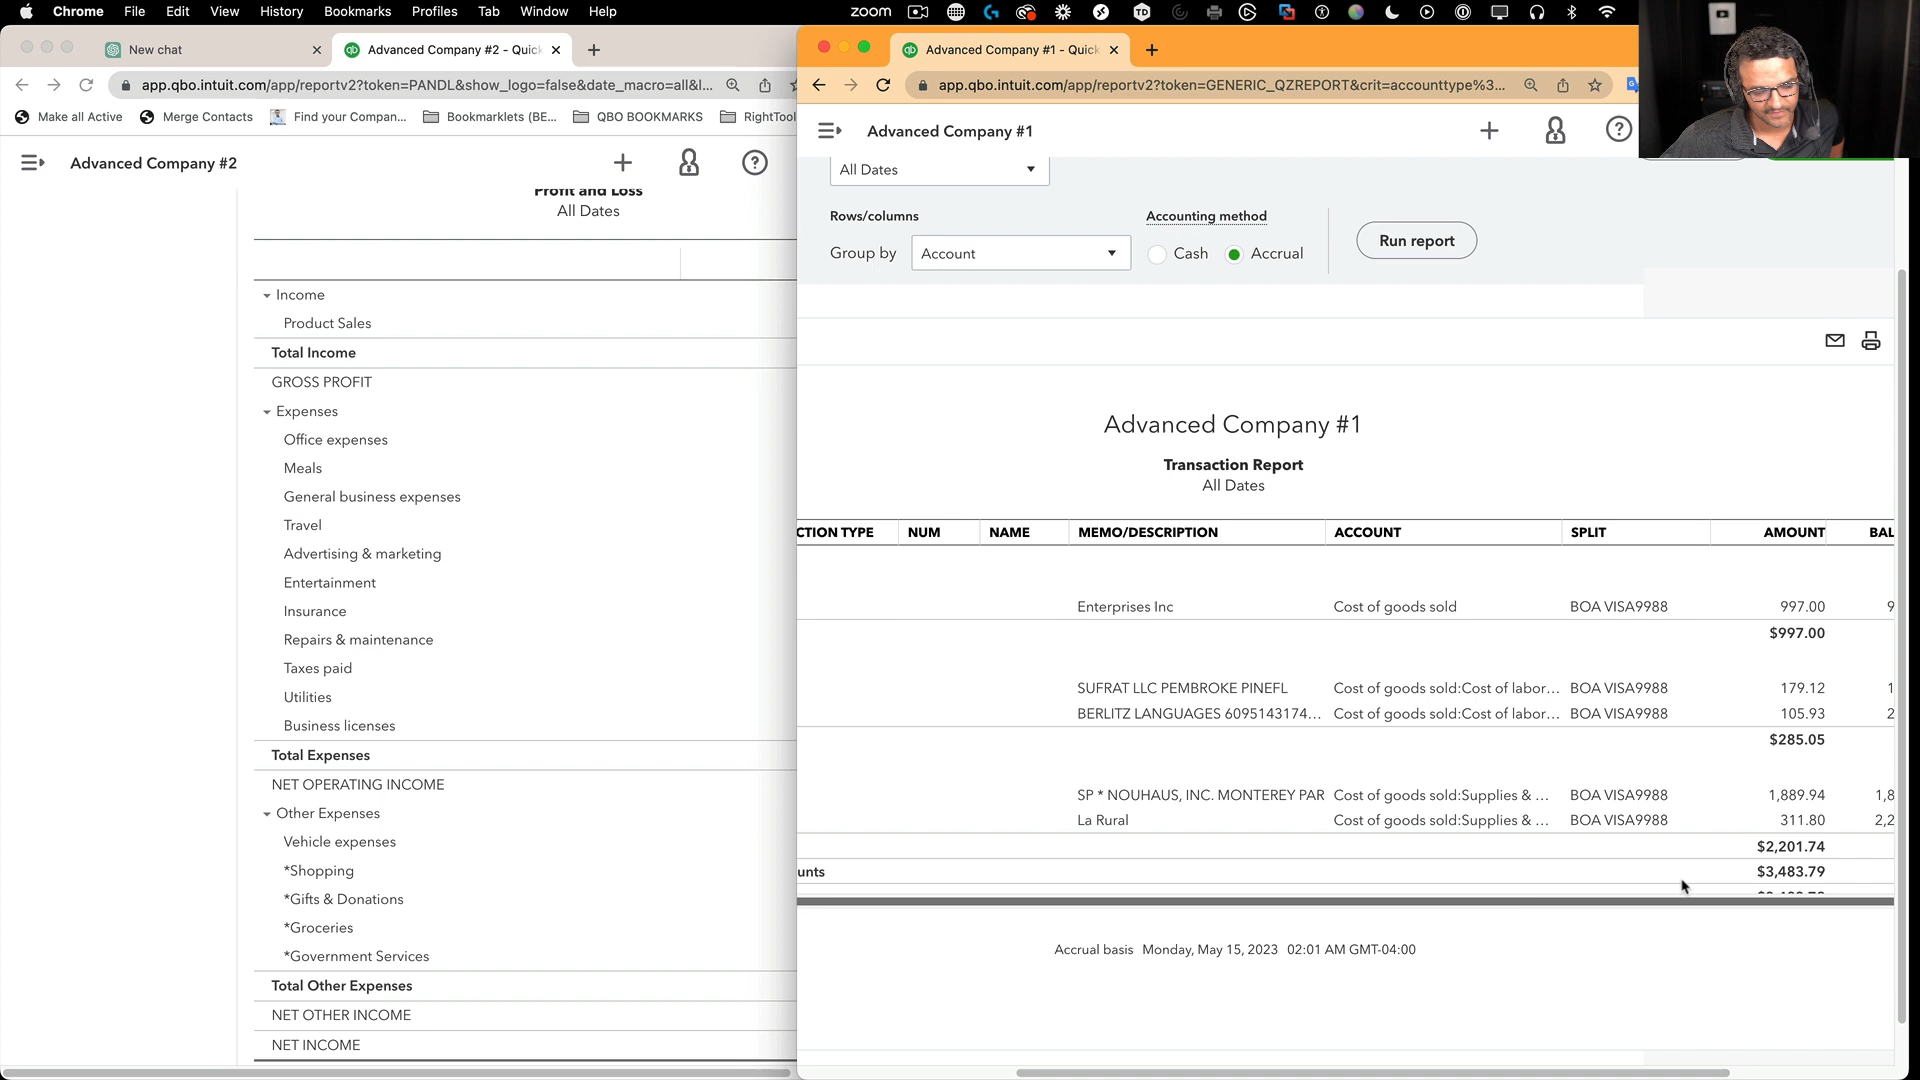 Chrome File Edit View History Bookmarks Profiles Tab Window Help zoom
New chat
Advanced Company #2 - Quick
app.qbo.intuit.com/app/reportv2?token=PANDL&show_logo=false&date_macro=all&l...
Make all Active Merge Contacts Find your Compan... Bookmarklets (BE... QBO BOOKMARKS RightTool
Advanced Company #2
Profit and Loss
All Dates
Income
Product Sales
Total Income
GROSS PROFIT
Expenses
Office expenses
Meals
General business expenses
Travel
Advertising & marketing
Entertainment
Insurance
Repairs & maintenance
Taxes paid
Utilities
Business licenses
Total Expenses
NET OPERATING INCOME
Other Expenses
Vehicle expenses
*Shopping
*Gifts & Donations
*Groceries
*Government Services
Total Other Expenses
NET OTHER INCOME
NET INCOME
Advanced Company #1 - Quick
app.qbo.intuit.com/app/reportv2?token=GENERIC_QZREPORT&crit=accounttype%3...
Advanced Company #1
All Dates
Rows/columns Accounting method
Group by Account Cash Accrual Run report
Advanced Company #1
Transaction Report
All Dates
CTION TYPE NUM NAME MEMO/DESCRIPTION ACCOUNT SPLIT AMOUNT BAL
Enterprises Inc Cost of goods sold BOA VISA9988 997.00 9
$997.00
SUFRAT LLC PEMBROKE PINEFL Cost of goods sold:Cost of labor... BOA VISA9988 179.12 1
BERLITZ LANGUAGES 6095143174... Cost of goods sold:Cost of labor... BOA VISA9988 105.93 2
$285.05
SP * NOUHAUS, INC. MONTEREY PAR Cost of goods sold:Supplies & ... BOA VISA9988 1,889.94 1,8
La Rural Cost of goods sold:Supplies & ... BOA VISA9988 311.80 2,2
$2,201.74
unts $3,483.79
Accrual basis Monday, May 15, 2023 02:01 AM GMT-04:00